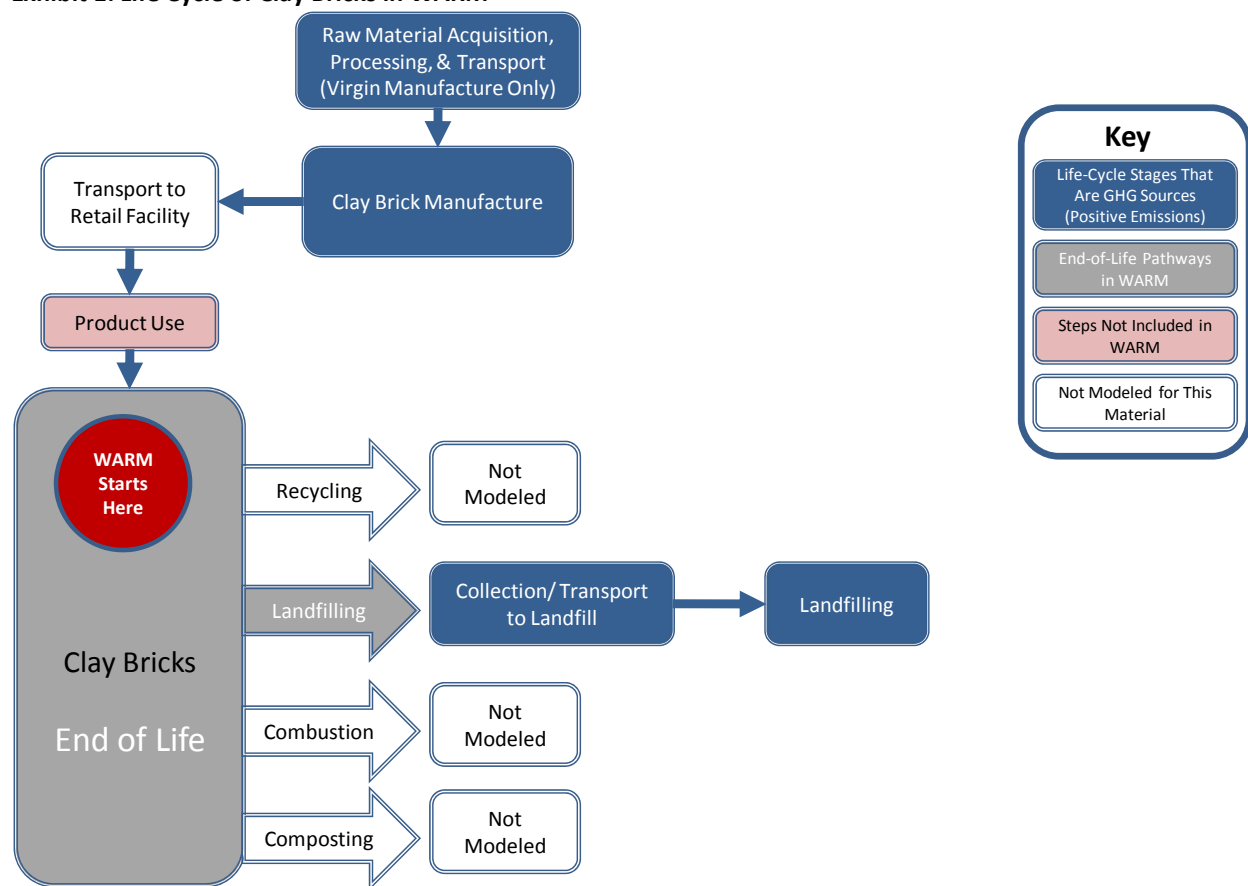 Raw Material Acquisition,
Processing, & Transport
(Virgin Manufacture Only)
Clay Brick Manufacture
Transport to
Retail Facility
Product Use
WARM
Starts
Here
Clay Bricks
End of Life
Recycling
Not
Modeled
Landfilling
Collection/ Transport
to Landfill
Landfilling
Combustion
Not
Modeled
Composting
Not
Modeled
Key
Life-Cycle Stages That
Are GHG Sources
(Positive Emissions)
End-of-Life Pathways
in WARM
Steps Not Included in
WARM
Not Modeled for This
Material